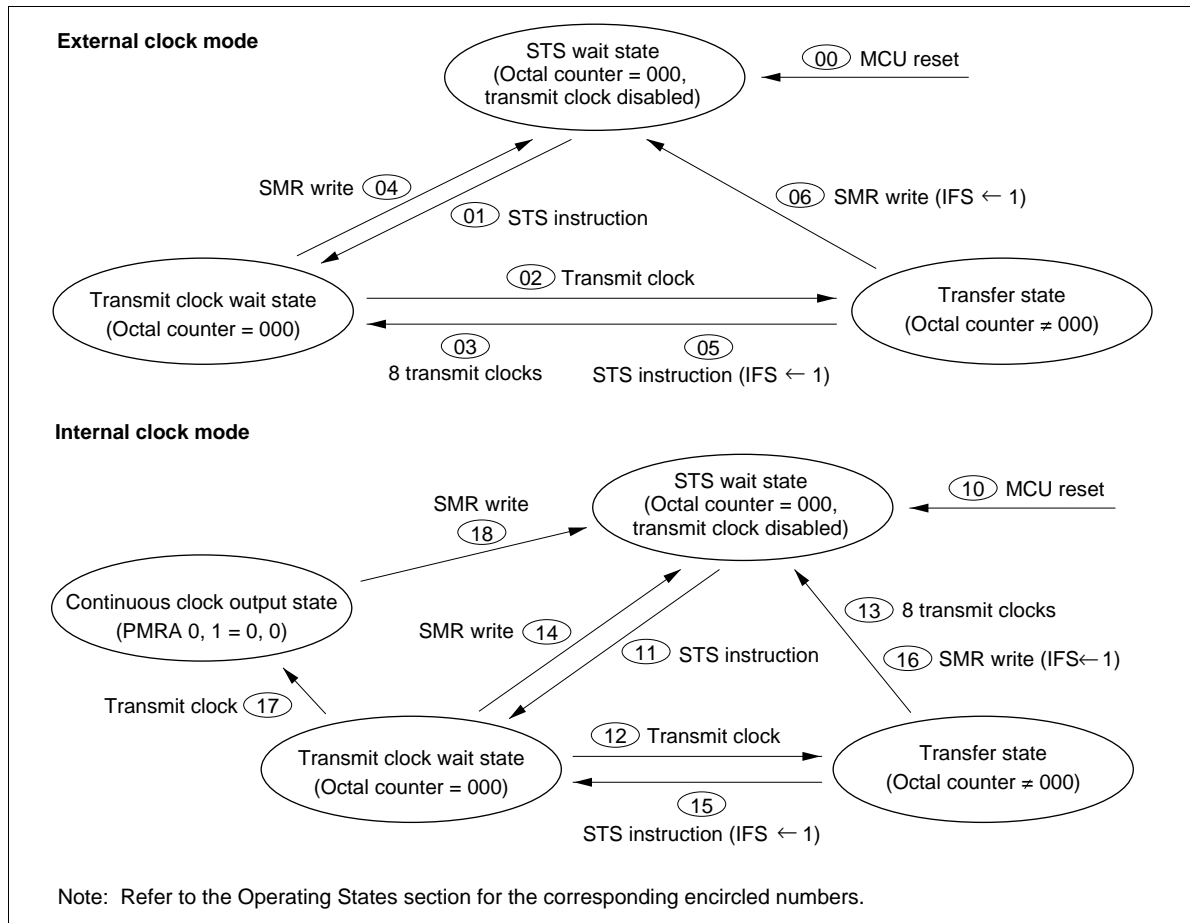 External clock mode
STS wait state
(Octal counter = 000,
transmit clock disabled)
00 MCU reset
SMR write 04
01 STS instruction
06 SMR write (IFS ← 1)
Transmit clock wait state
(Octal counter = 000)
02 Transmit clock
Transfer state
(Octal counter ≠ 000)
03
8 transmit clocks
05
STS instruction (IFS ← 1)
Internal clock mode
STS wait state
(Octal counter = 000,
transmit clock disabled)
10 MCU reset
SMR write
18
Continuous clock output state
(PMRA 0, 1 = 0, 0)
SMR write 14
11 STS instruction
13 8 transmit clocks
16 SMR write (IFS← 1)
Transmit clock 17
Transmit clock wait state
(Octal counter = 000)
12 Transmit clock
Transfer state
(Octal counter ≠ 000)
15
STS instruction (IFS ← 1)
Note: Refer to the Operating States section for the corresponding encircled numbers.